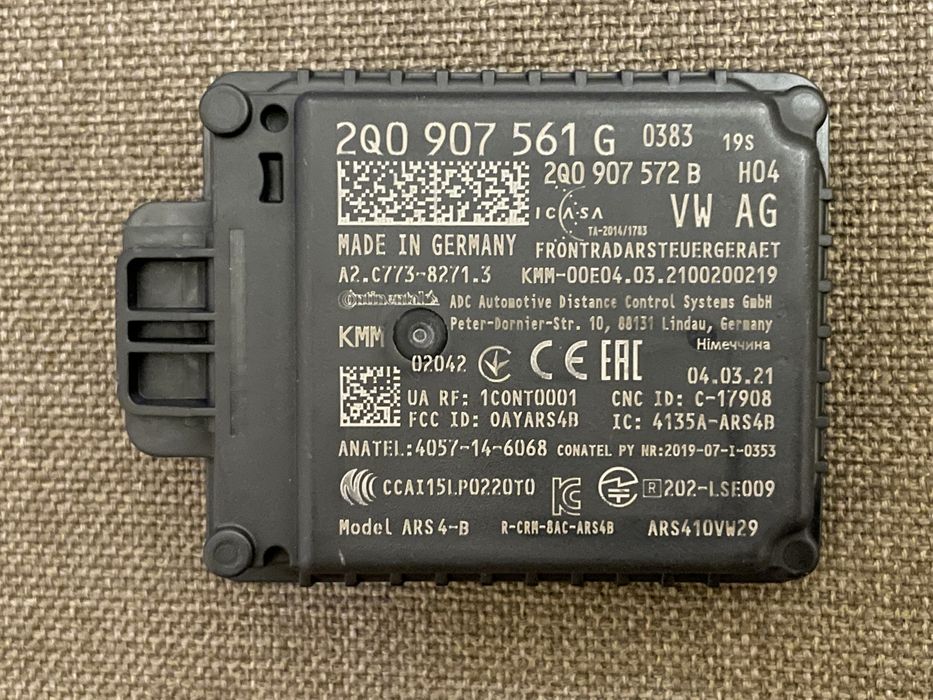 2Q0 907 561 G 0383 19S
2Q0 907 572 B H04
ICASA VW AG
TA-2014/1783
MADE IN GERMANY FRONTRADARSTEUERGERAET
A2.C773-8271.3 KMM-00E04.03.2100200219
Continental ADC Automotive Distance Control Systems GmbH
KMM Peter-Dornier-Str. 10, 88131 Lindau, Germany
Німеччина
02042 CE EAC 04.03.21
UA RF: 1CONT0001 CNC ID: C-17908
FCC ID: OAYARS4B IC: 4135A-ARS4B
ANATEL:4057-14-6068 CONATEL PY NR:2019-07-I-0353
CCAI15LP0220T0 R 202-LSE009
Model ARS4-B R-CRM-8AC-ARS4B ARS410VW29